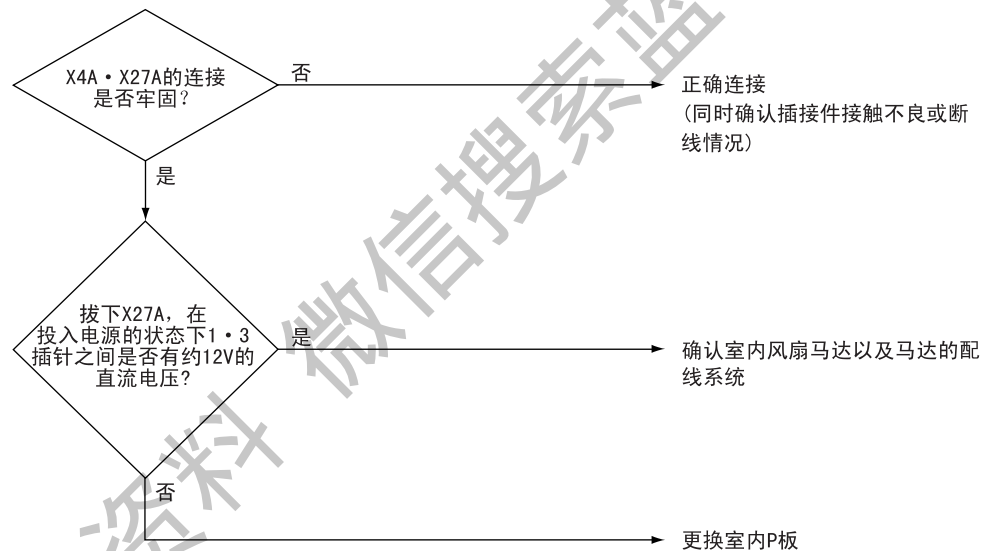 X4A・X27A的连接
是否牢固?
否
正确连接
(同时确认插接件接触不良或断
线情况)
是
拔下X27A，在
投入电源的状态下1・3
插针之间是否有约12V的
直流电压?
是
确认室内风扇马达以及马达的配
线系统
否
更换室内P板
资料 微信搜索蓝